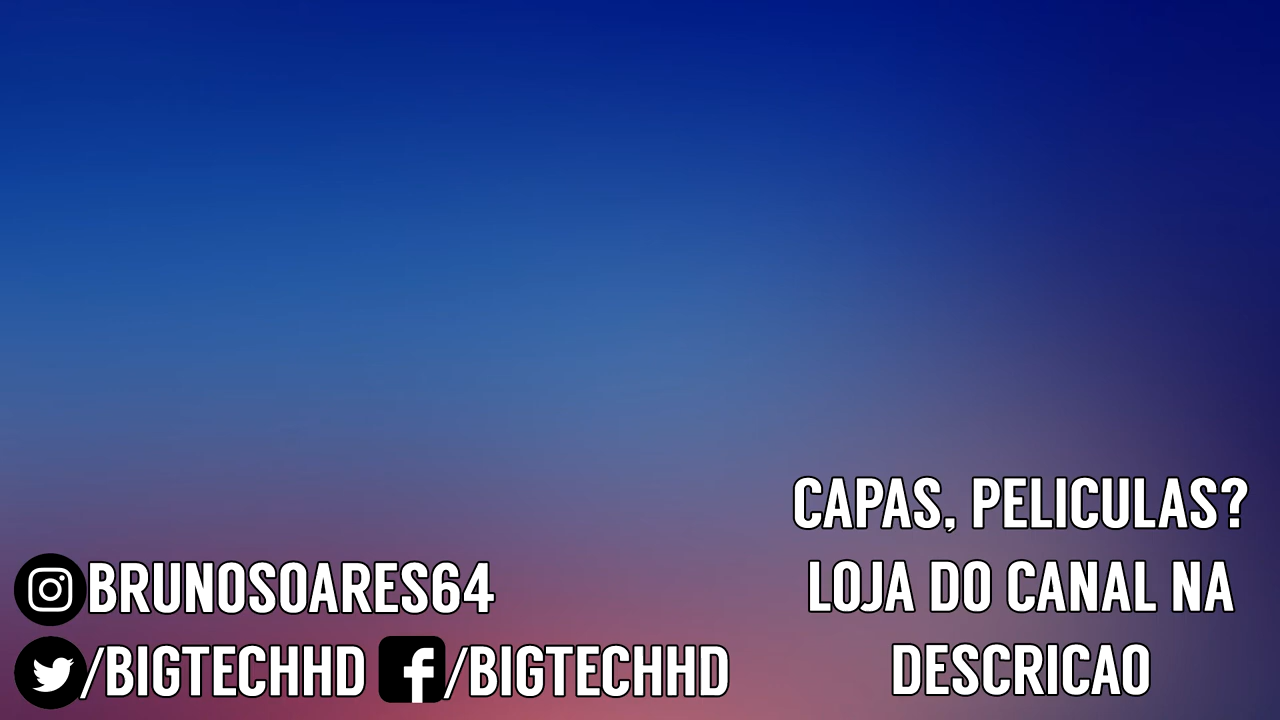 CAPAS, PELICULAS?
LOJA DO CANAL NA
DESCRICAO
BRUNOSOARES64
/BIGTECHHD /BIGTECHHD